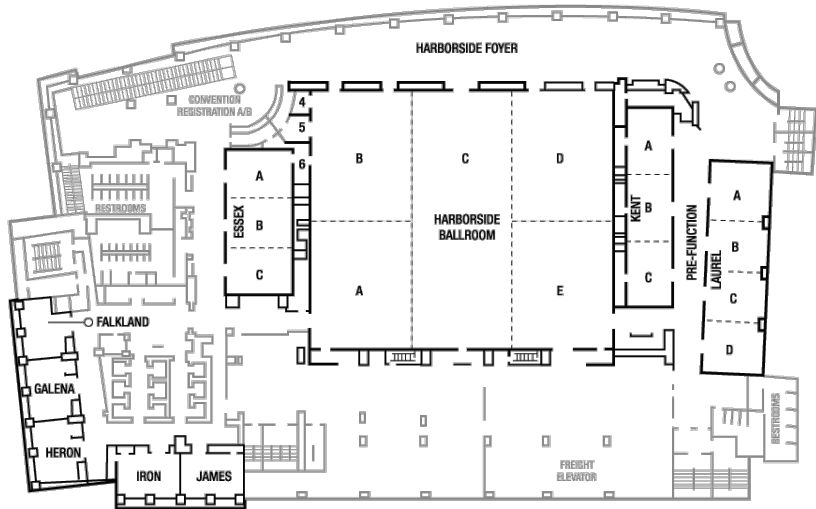 HARBORSIDE FOYER
CONVENTION
REGISTRATION A/B
4
5
6
B
C
D
A
B
C
ESSEX
HARBORSIDE
BALLROOM
A
E
A
B
C
KENT
PRE-FUNCTION
LAUREL
A
B
C
D
RESTROOMS
FALKLAND
GALENA
HERON
IRON
JAMES
FREIGHT
ELEVATOR
RESTROOMS